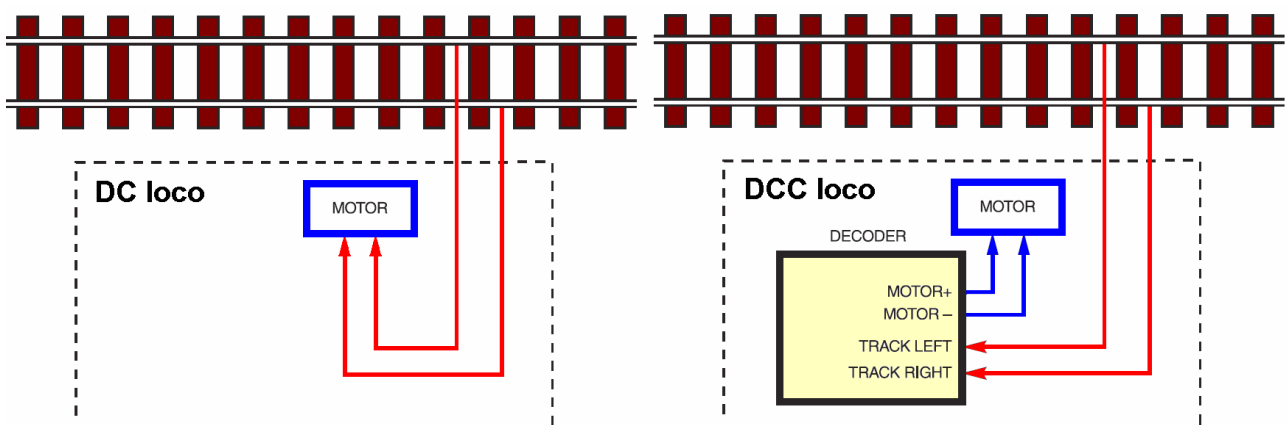 DC loco
MOTOR
DCC loco
MOTOR
DECODER
MOTOR+
MOTOR –
TRACK LEFT
TRACK RIGHT